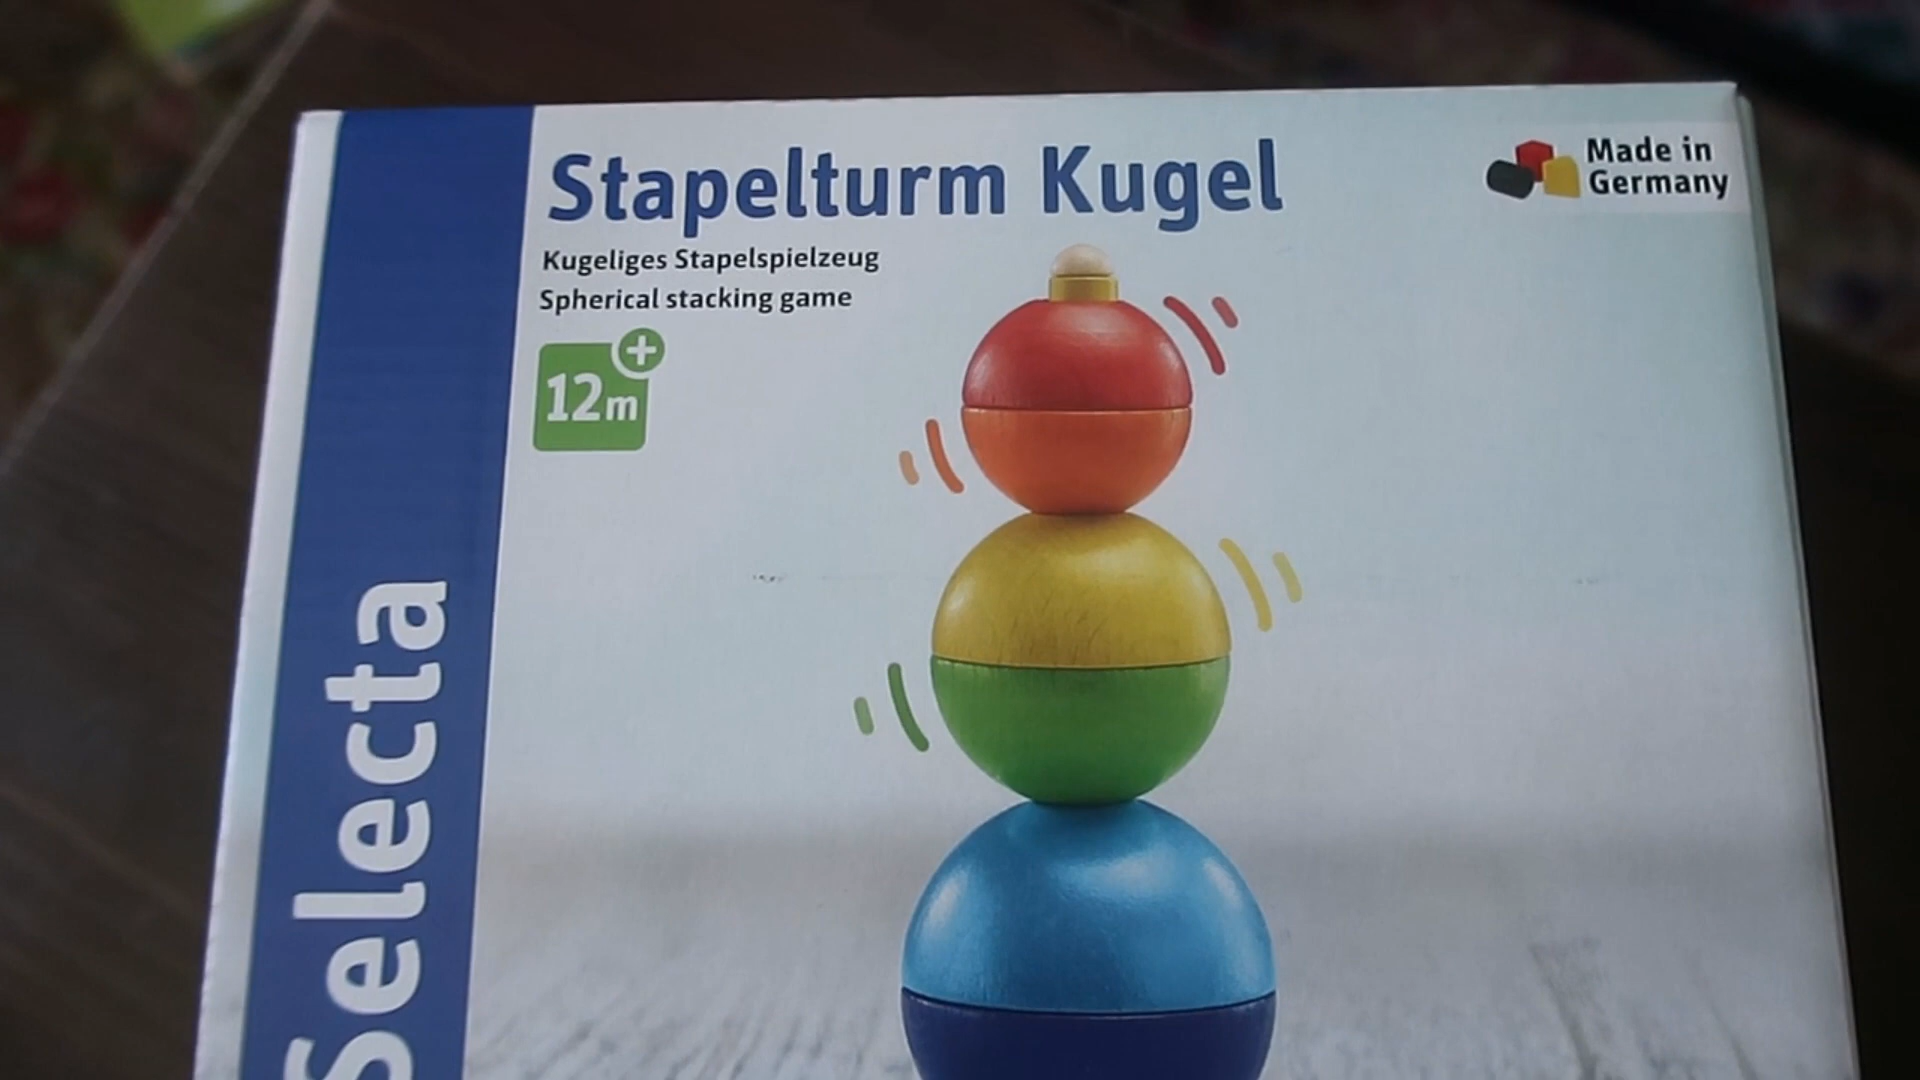 Stapelturm Kugel
Kugeliges Stapelspielzeug
Spherical stacking game
12m+
Made in
Germany
Selecta